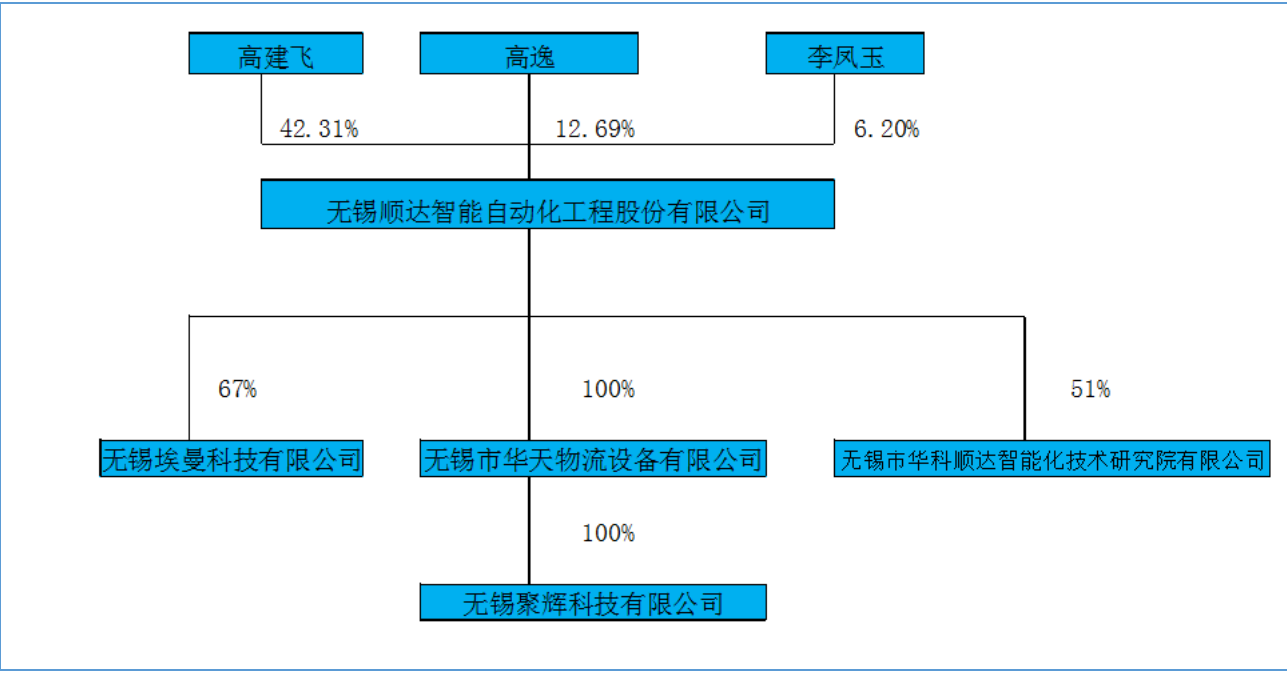 高建飞
高逸
李凤玉
42.31%
12.69%
6.20%
无锡顺达智能自动化工程股份有限公司
67%
100%
51%
无锡埃曼科技有限公司
无锡市华天物流设备有限公司
无锡市华科顺达智能化技术研究院有限公司
100%
无锡聚辉科技有限公司